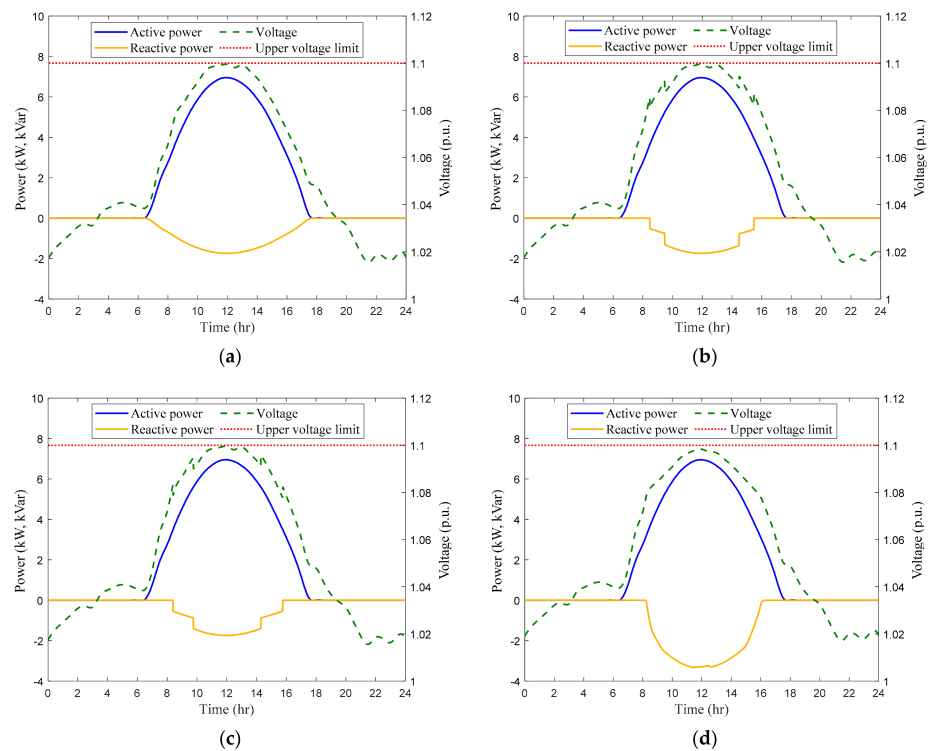 10
8
6
4
2
0
-2
-4
Power (kW, kVar)
Active power
Voltage
Reactive power
Upper voltage limit
1.12
1.1
1.08
1.06
1.04
1.02
1
Voltage (p.u.)
0 2 4 6 8 10 12 14 16 18 20 22 24
Time (hr)
(a)
10
8
6
4
2
0
-2
-4
Power (kW, kVar)
Active power
Voltage
Reactive power
Upper voltage limit
1.12
1.1
1.08
1.06
1.04
1.02
1
Voltage (p.u.)
0 2 4 6 8 10 12 14 16 18 20 22 24
Time (hr)
(b)
10
8
6
4
2
0
-2
-4
Power (kW, kVar)
Active power
Voltage
Reactive power
Upper voltage limit
1.12
1.1
1.08
1.06
1.04
1.02
1
Voltage (p.u.)
0 2 4 6 8 10 12 14 16 18 20 22 24
Time (hr)
(c)
10
8
6
4
2
0
-2
-4
Power (kW, kVar)
Active power
Voltage
Reactive power
Upper voltage limit
1.12
1.1
1.08
1.06
1.04
1.02
1
Voltage (p.u.)
0 2 4 6 8 10 12 14 16 18 20 22 24
Time (hr)
(d)